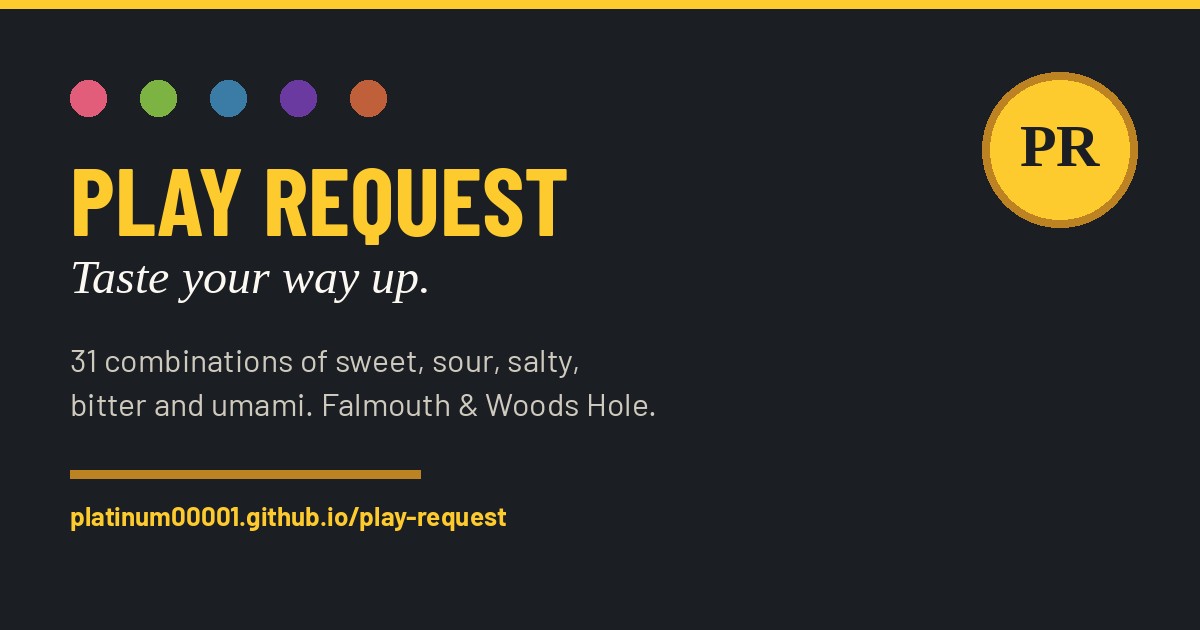 PR
PLAY REQUEST
Taste your way up.
31 combinations of sweet, sour, salty,
bitter and umami. Falmouth & Woods Hole.
platinum00001.github.io/play-request